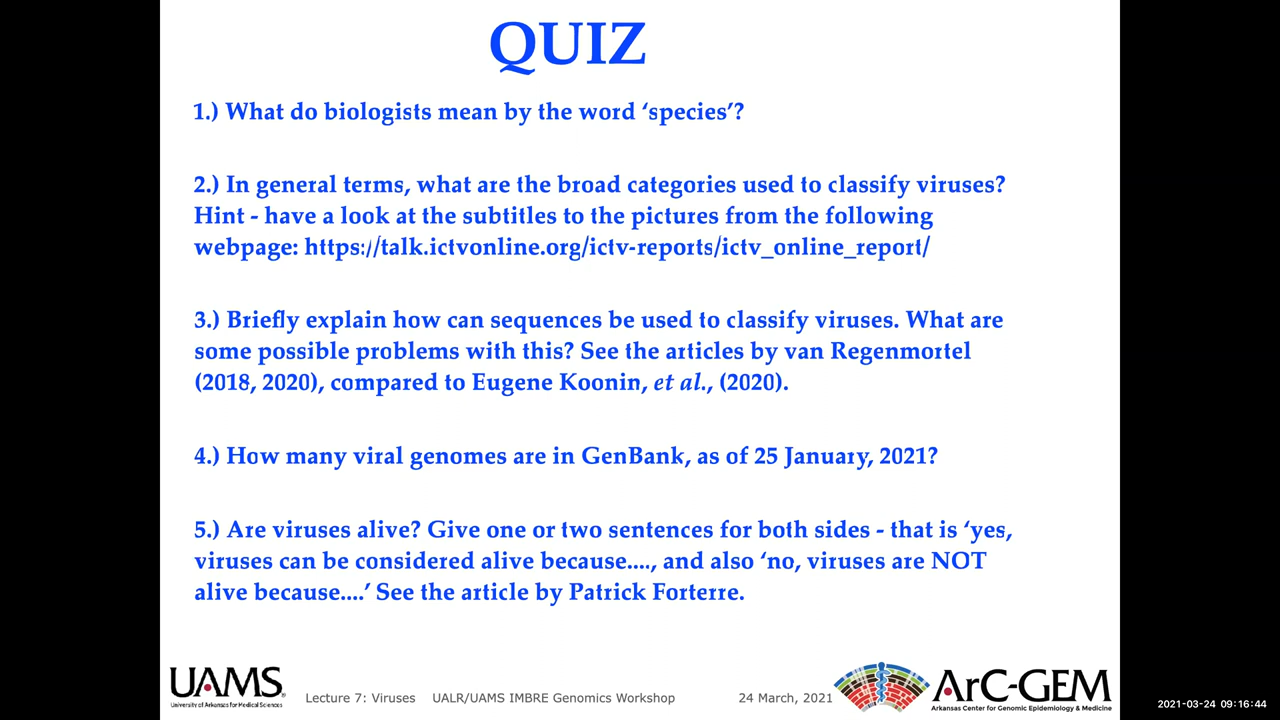 QUIZ
1.) What do biologists mean by the word ‘species’?
2.) In general terms, what are the broad categories used to classify viruses?
Hint - have a look at the subtitles to the pictures from the following
webpage: https://talk.ictvonline.org/ictv-reports/ictv_online_report/
3.) Briefly explain how can sequences be used to classify viruses. What are
some possible problems with this? See the articles by van Regenmortel
(2018, 2020), compared to Eugene Koonin, et al., (2020).
4.) How many viral genomes are in GenBank, as of 25 January, 2021?
5.) Are viruses alive? Give one or two sentences for both sides - that is ‘yes,
viruses can be considered alive because...., and also ‘no, viruses are NOT
alive because....’ See the article by Patrick Forterre.
UAMS
University of Arkansas for Medical Sciences
Lecture 7: Viruses UALR/UAMS IMBRE Genomics Workshop 24 March, 2021
ArC-GEM
Arkansas Center for Genomic Epidemiology & Medicine
2021-03-24 09:16:44